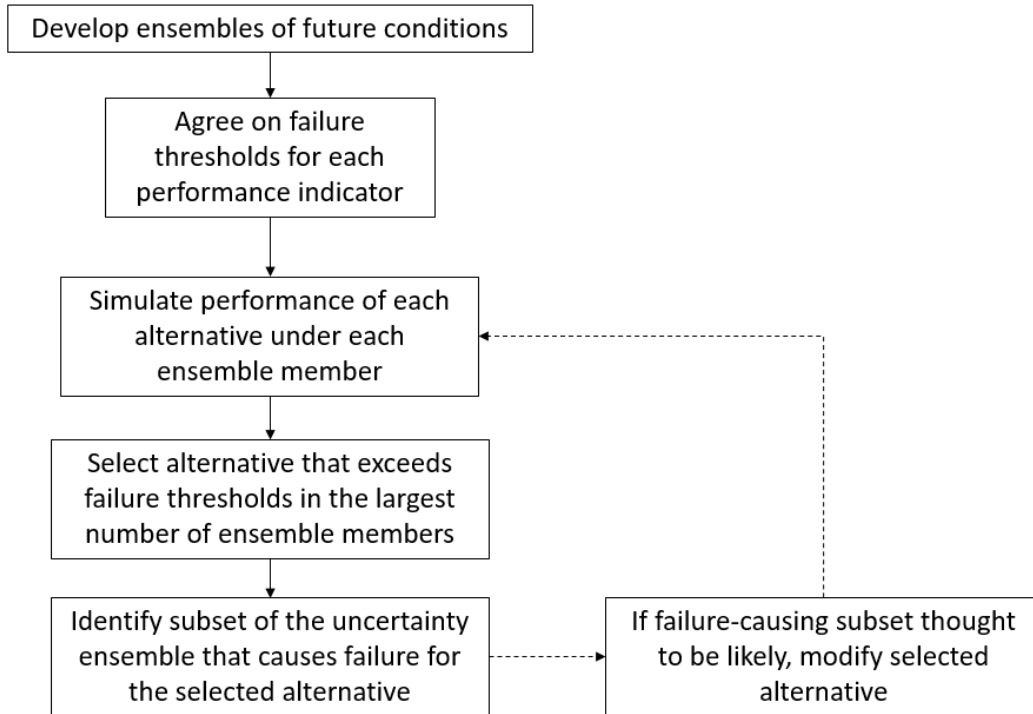 Develop ensembles of future conditions
Agree on failure
thresholds for each
performance indicator
Simulate performance of each
alternative under each
ensemble member
Select alternative that exceeds
failure thresholds in the largest
number of ensemble members
Identify subset of the uncertainty
ensemble that causes failure for
the selected alternative
If failure-causing subset thought
to be likely, modify selected
alternative